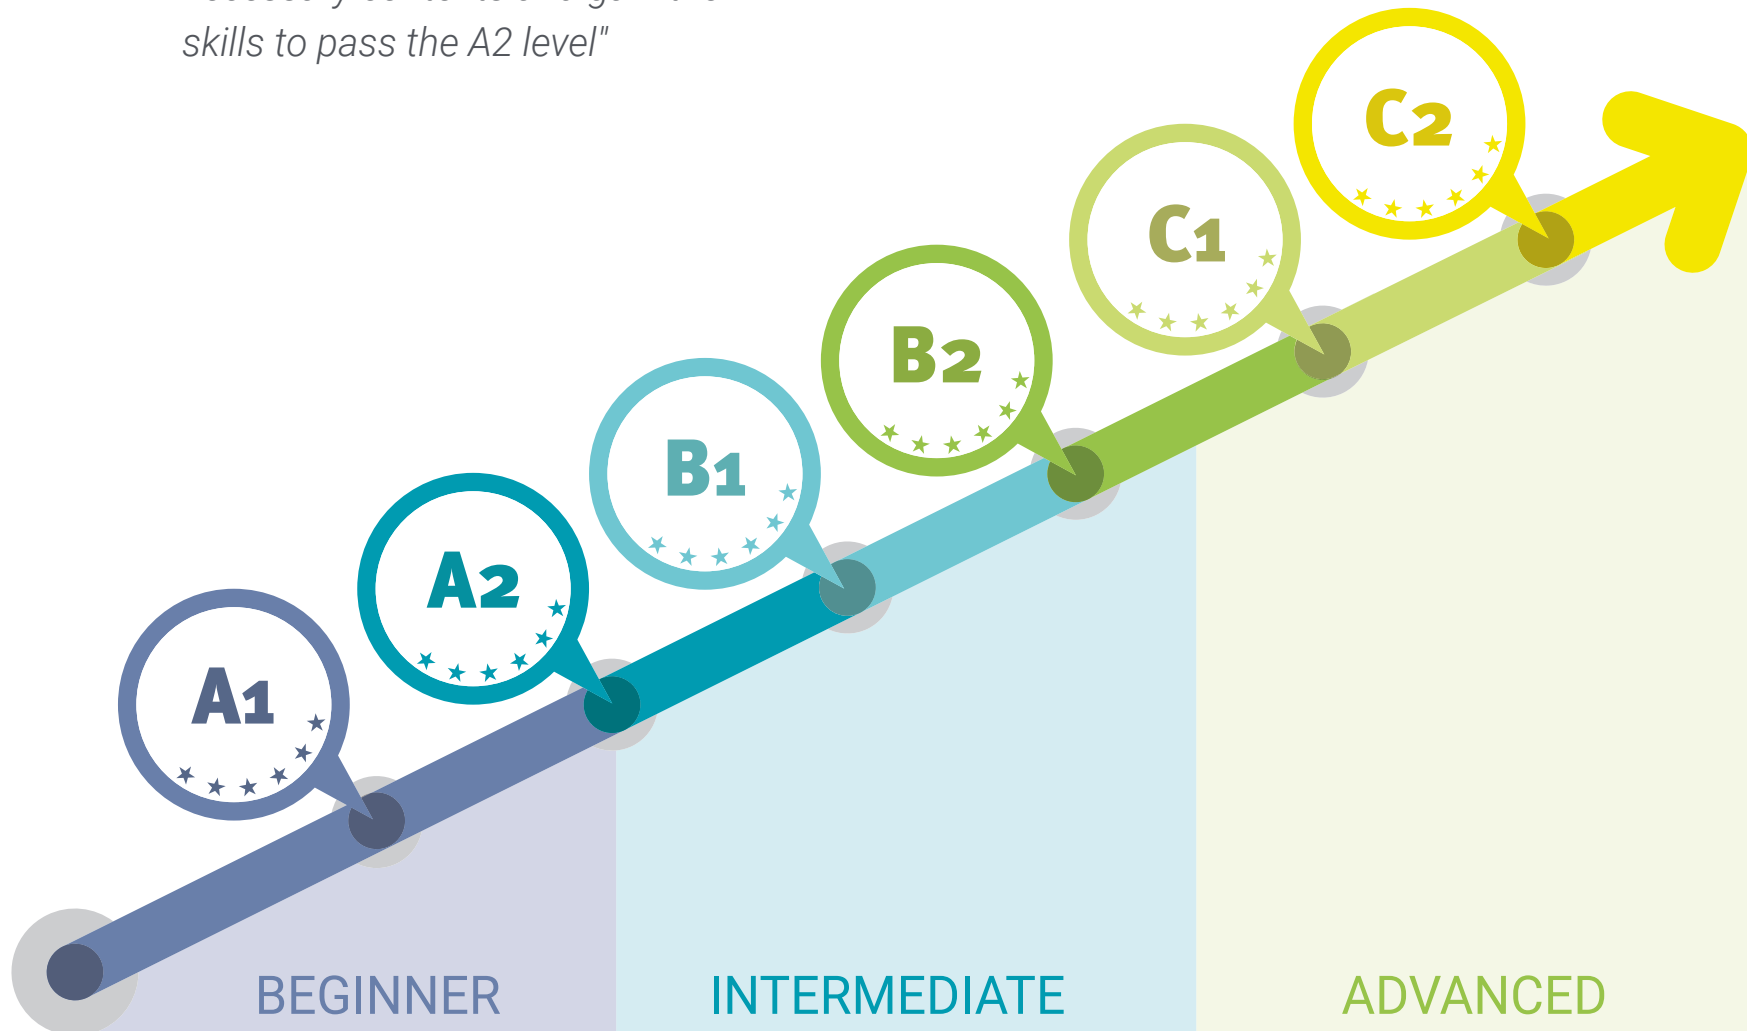 skills to pass the A2 level"
C2
C1
B2
B1
A2
A1
BEGINNER
INTERMEDIATE
ADVANCED